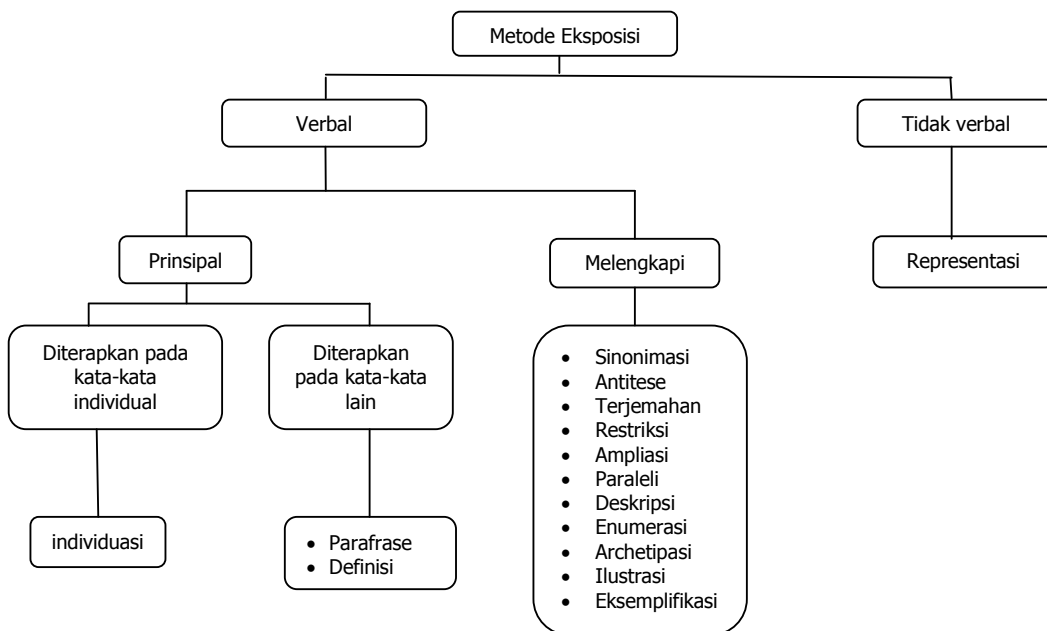 Metode Eksposisi
Verbal
Tidak verbal
Prinsipal
Melengkapi
Representasi
Diterapkan pada
kata-kata
individual
Diterapkan
pada kata-kata
lain
• Sinonimasi
• Antitese
• Terjemahan
• Restriksi
• Ampliasi
• Paraleli
• Deskripsi
• Enumerasi
• Archetipasi
• Ilustrasi
• Eksemplifikasi
individuasi
• Parafrase
• Definisi